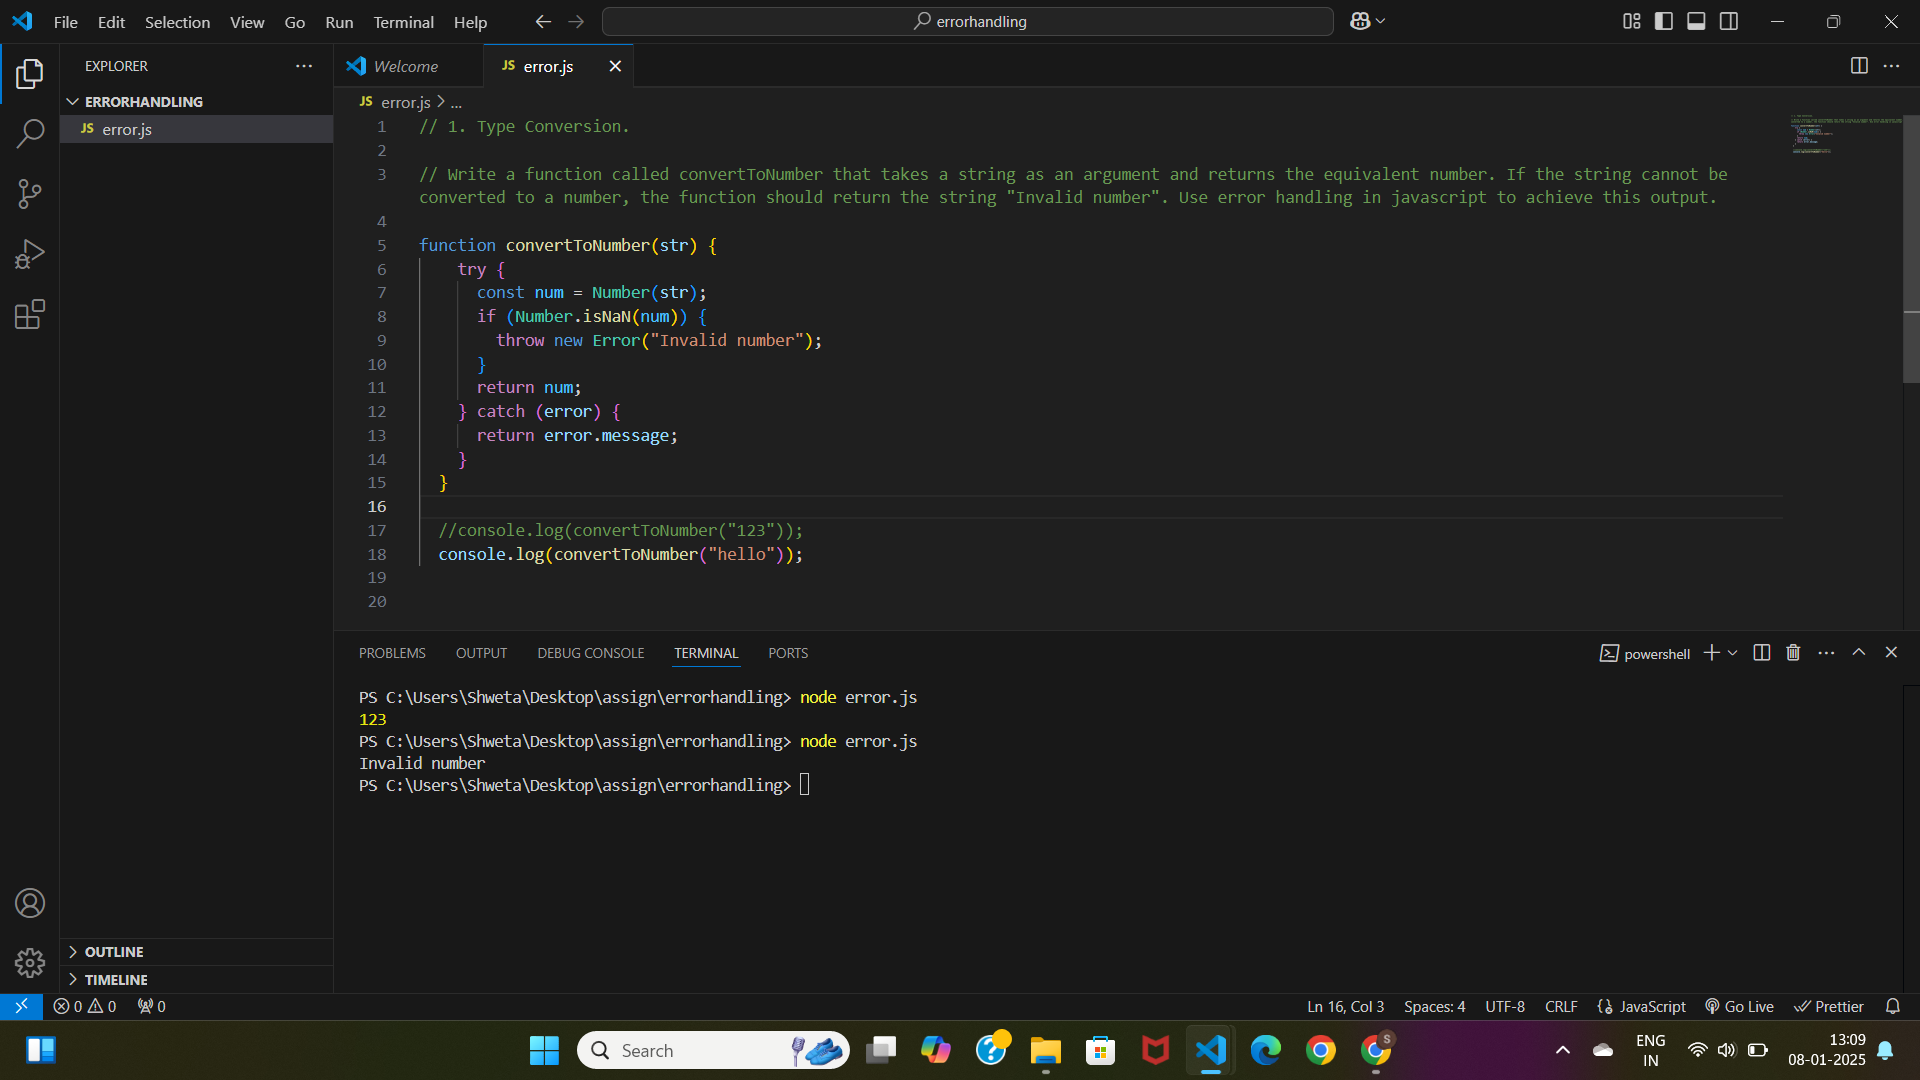 File Edit Selection View Go Run Terminal Help
errorhandling
EXPLORER
Welcome
JS error.js
ERRORHANDLING
JS error.js
JS error.js > ...
1 // 1. Type Conversion.
2
3 // Write a function called convertToNumber that takes a string as an argument and returns the equivalent number. If the string cannot be
converted to a number, the function should return the string "Invalid number". Use error handling in javascript to achieve this output.
4
5 function convertToNumber(str) {
6 try {
7 const num = Number(str);
8 if (Number.isNaN(num)) {
9 throw new Error("Invalid number");
10 }
11 return num;
12 } catch (error) {
13 return error.message;
14 }
15 }
16
17 //console.log(convertToNumber("123"));
18 console.log(convertToNumber("hello"));
19
20
PROBLEMS OUTPUT DEBUG CONSOLE TERMINAL PORTS
powershell
PS C:\Users\Shweta\Desktop\assign\errorhandling> node error.js
123
PS C:\Users\Shweta\Desktop\assign\errorhandling> node error.js
Invalid number
PS C:\Users\Shweta\Desktop\assign\errorhandling>
OUTLINE
TIMELINE
0 0 0 Ln 16, Col 3 Spaces: 4 UTF-8 CRLF {} JavaScript Go Live Prettier
Search
S
ENG
IN
13:09
08-01-2025